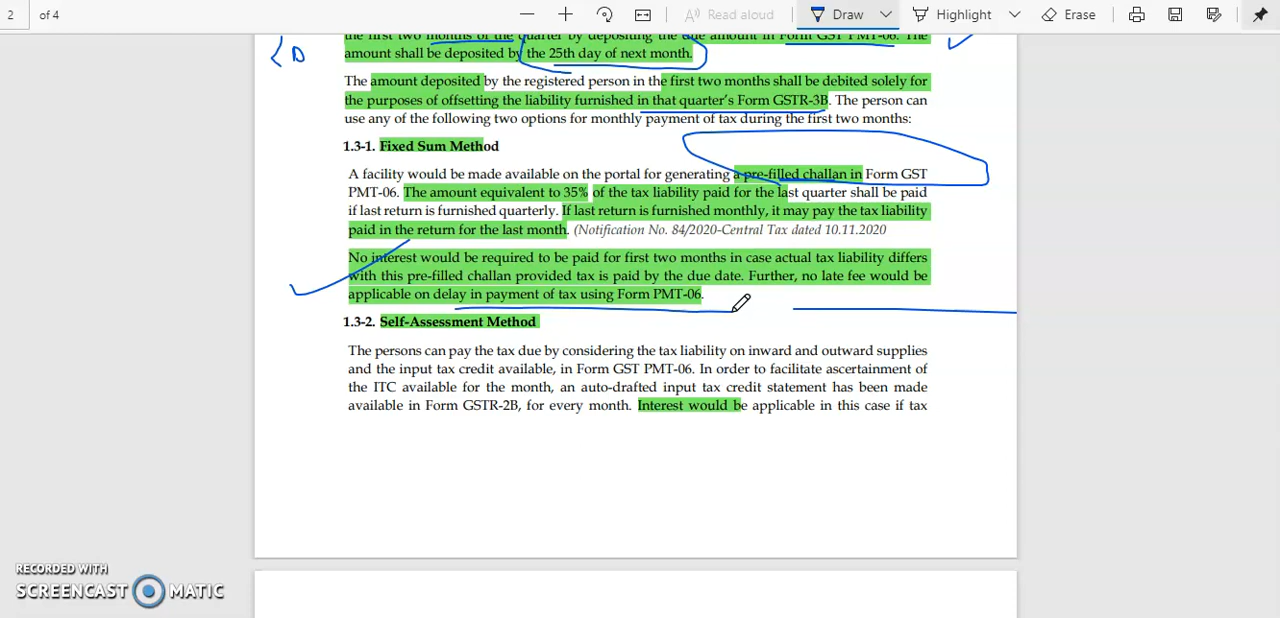 2 of 4 Read aloud Draw Highlight Erase
the first two months of the quarter by depositing the due amount in Form GST PMT-06. The
amount shall be deposited by the 25th day of next month.
D
The amount deposited by the registered person in the first two months shall be debited solely for
the purposes of offsetting the liability furnished in that quarter's Form GSTR-3B. The person can
use any of the following two options for monthly payment of tax during the first two months:
1.3-1. Fixed Sum Method
A facility would be made available on the portal for generating a pre-filled challan in Form GST
PMT-06. The amount equivalent to 35% of the tax liability paid for the last quarter shall be paid
if last return is furnished quarterly. If last return is furnished monthly, it may pay the tax liability
paid in the return for the last month. (Notification No. 84/2020-Central Tax dated 10.11.2020
No interest would be required to be paid for first two months in case actual tax liability differs
with this pre-filled challan provided tax is paid by the due date. Further, no late fee would be
applicable on delay in payment of tax using Form PMT-06.
1.3-2. Self-Assessment Method
The persons can pay the tax due by considering the tax liability on inward and outward supplies
and the input tax credit available, in Form GST PMT-06. In order to facilitate ascertainment of
the ITC available for the month, an auto-drafted input tax credit statement has been made
available in Form GSTR-2B, for every month. Interest would be applicable in this case if tax
RECORDED WITH
SCREENCAST MATIC